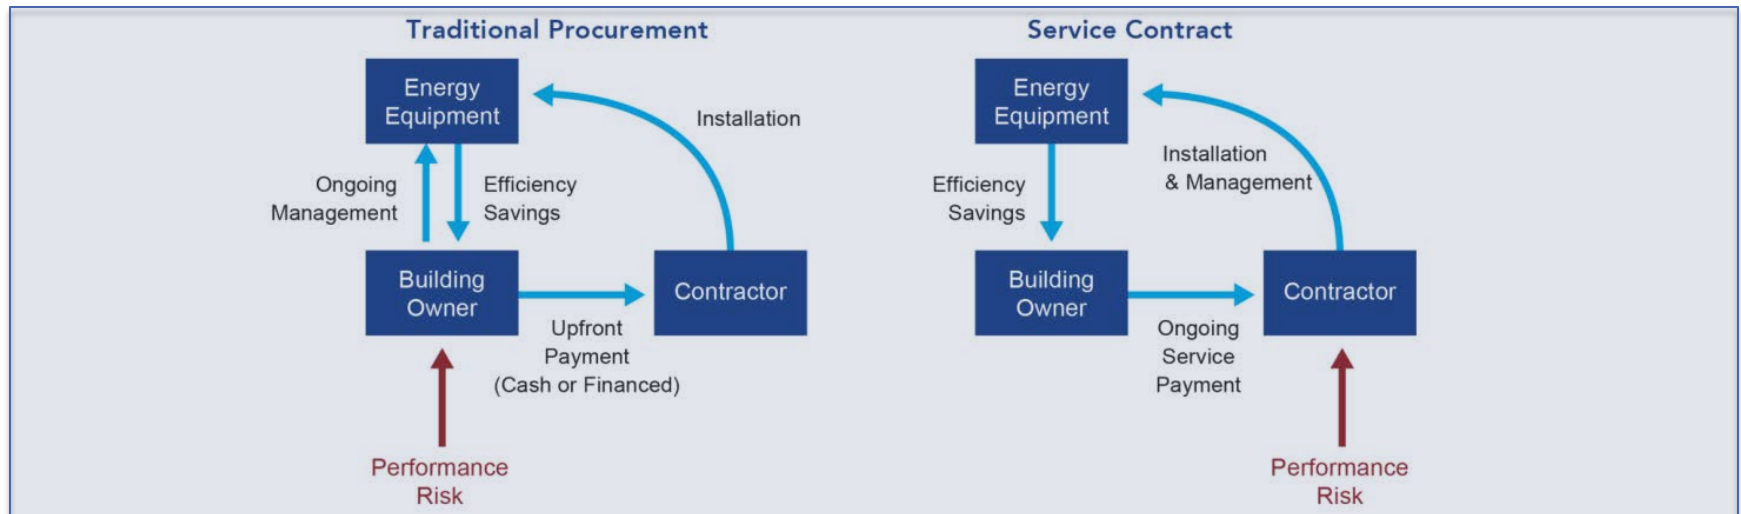 Traditional Procurement
Energy
Equipment
Installation
Ongoing
Management
Efficiency
Savings
Building
Owner
Contractor
Upfront
Payment
(Cash or Financed)
Performance
Risk
Service Contract
Energy
Equipment
Installation
& Management
Efficiency
Savings
Building
Owner
Contractor
Ongoing
Service
Payment
Performance
Risk